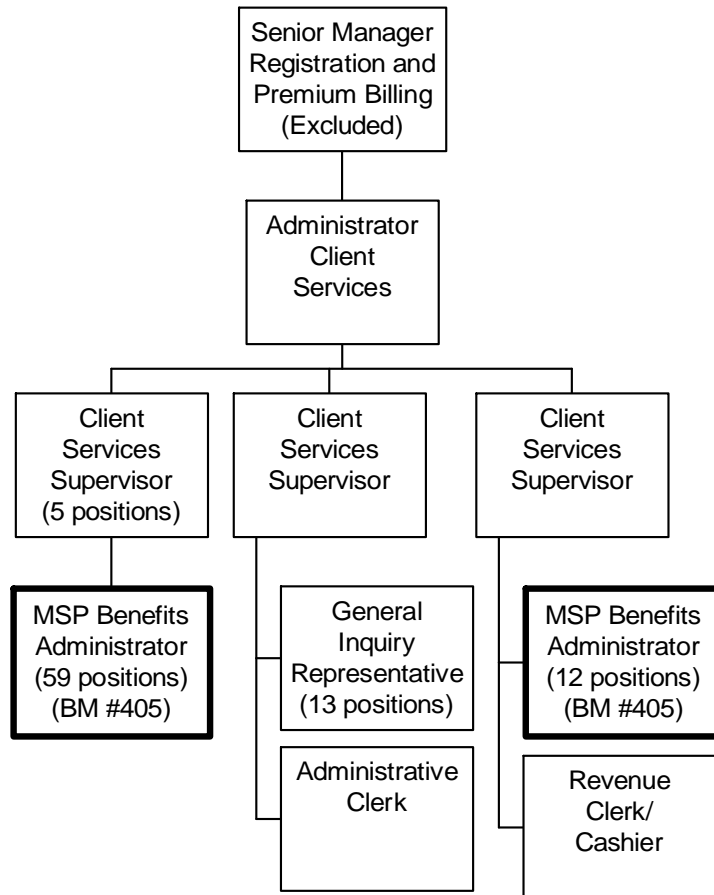 Senior Manager
Registration and
Premium Billing
(Excluded)
Administrator
Client
Services
Client
Services
Supervisor
(5 positions)
Client
Services
Supervisor
Client
Services
Supervisor
MSP Benefits
Administrator
(59 positions)
(BM #405)
General
Inquiry
Representative
(13 positions)
MSP Benefits
Administrator
(12 positions)
(BM #405)
Administrative
Clerk
Revenue
Clerk/
Cashier